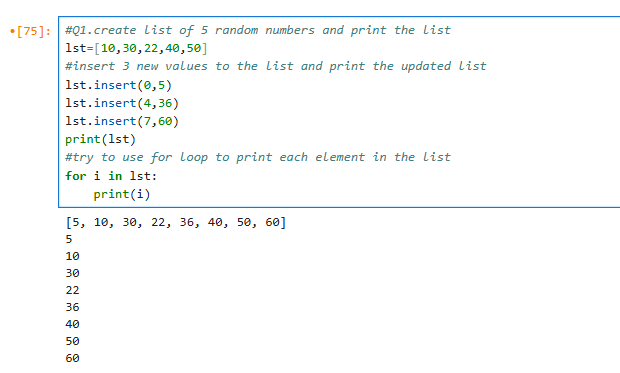 •[75]: #Q1.create list of 5 random numbers and print the list
lst=[10,30,22,40,50]
#insert 3 new values to the list and print the updated list
lst.insert(0,5)
lst.insert(4,36)
lst.insert(7,60)
print(lst)
#try to use for loop to print each element in the list
for i in lst:
    print(i)
[5, 10, 30, 22, 36, 40, 50, 60]
5
10
30
22
36
40
50
60